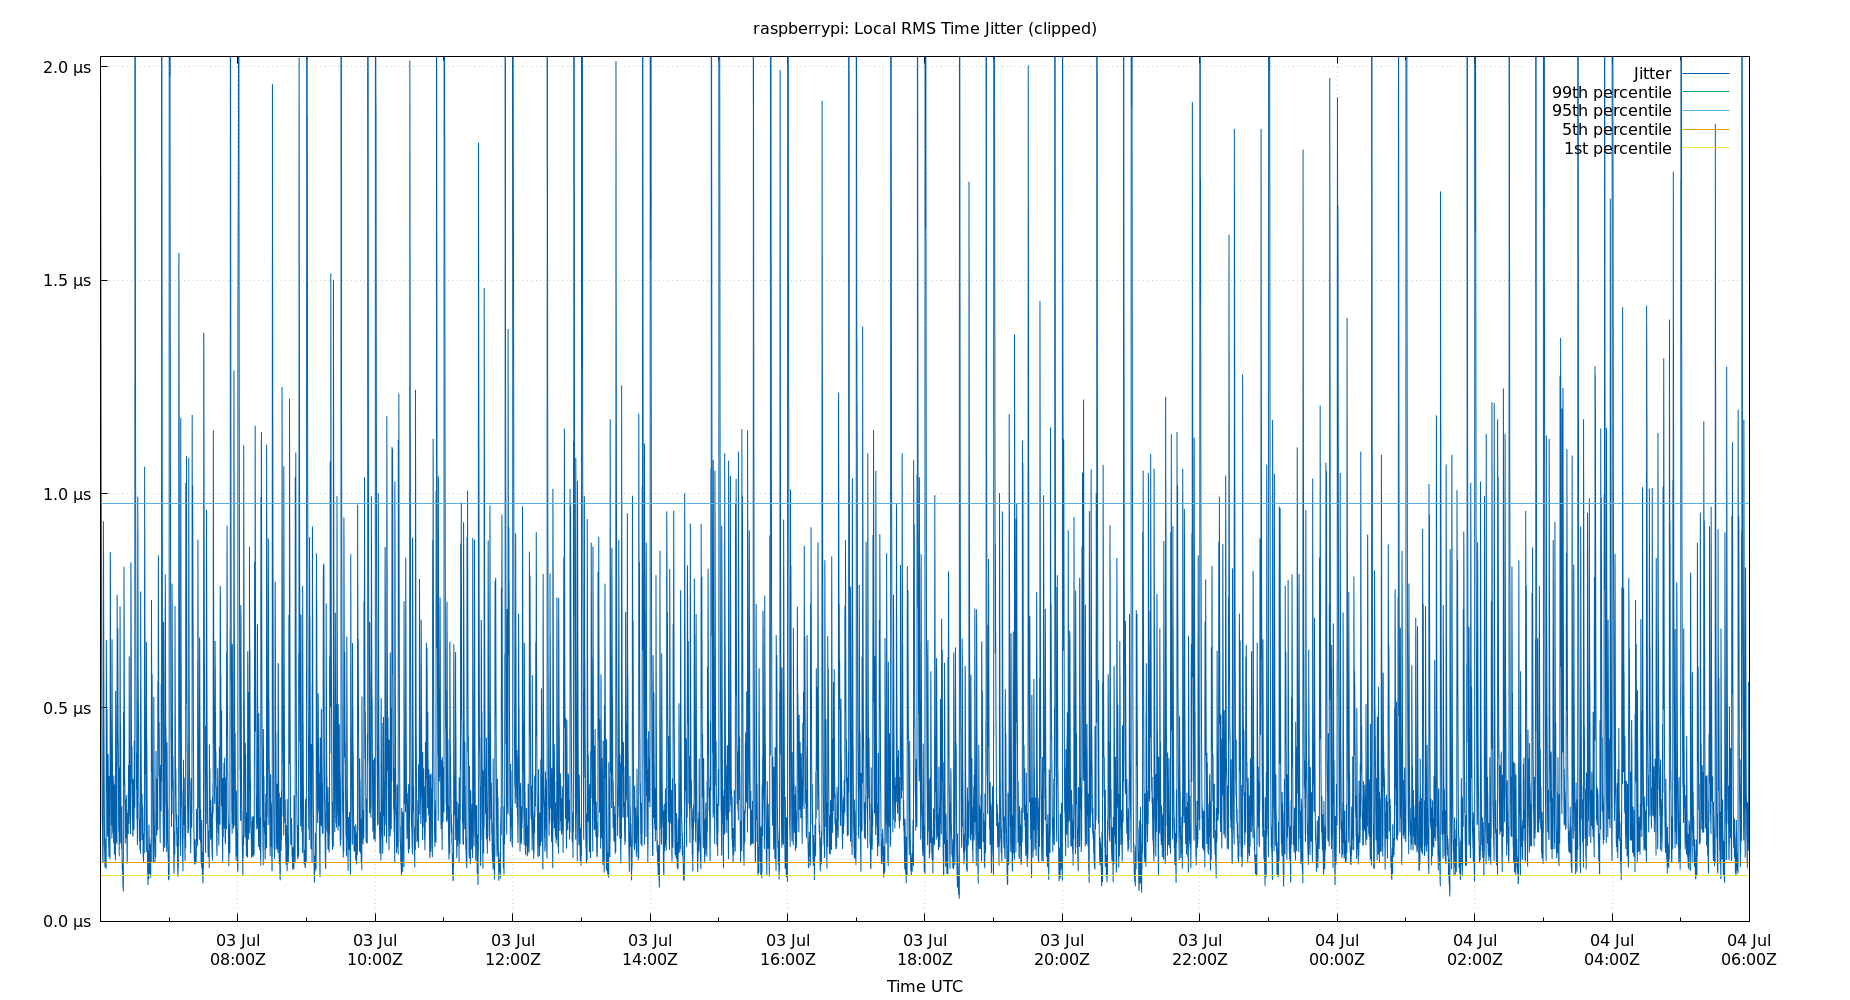 raspberrypi: Local RMS Time Jitter (clipped)
2.0 µs
1.5 µs
1.0 µs
0.5 µs
0.0 µs
Jitter
99th percentile
95th percentile
5th percentile
1st percentile
03 Jul 03 Jul 03 Jul 03 Jul 03 Jul 03 Jul 03 Jul 03 Jul 04 Jul 04 Jul 04 Jul 04 Jul
08:00Z 10:00Z 12:00Z 14:00Z 16:00Z 18:00Z 20:00Z 22:00Z 00:00Z 02:00Z 04:00Z 06:00Z
Time UTC